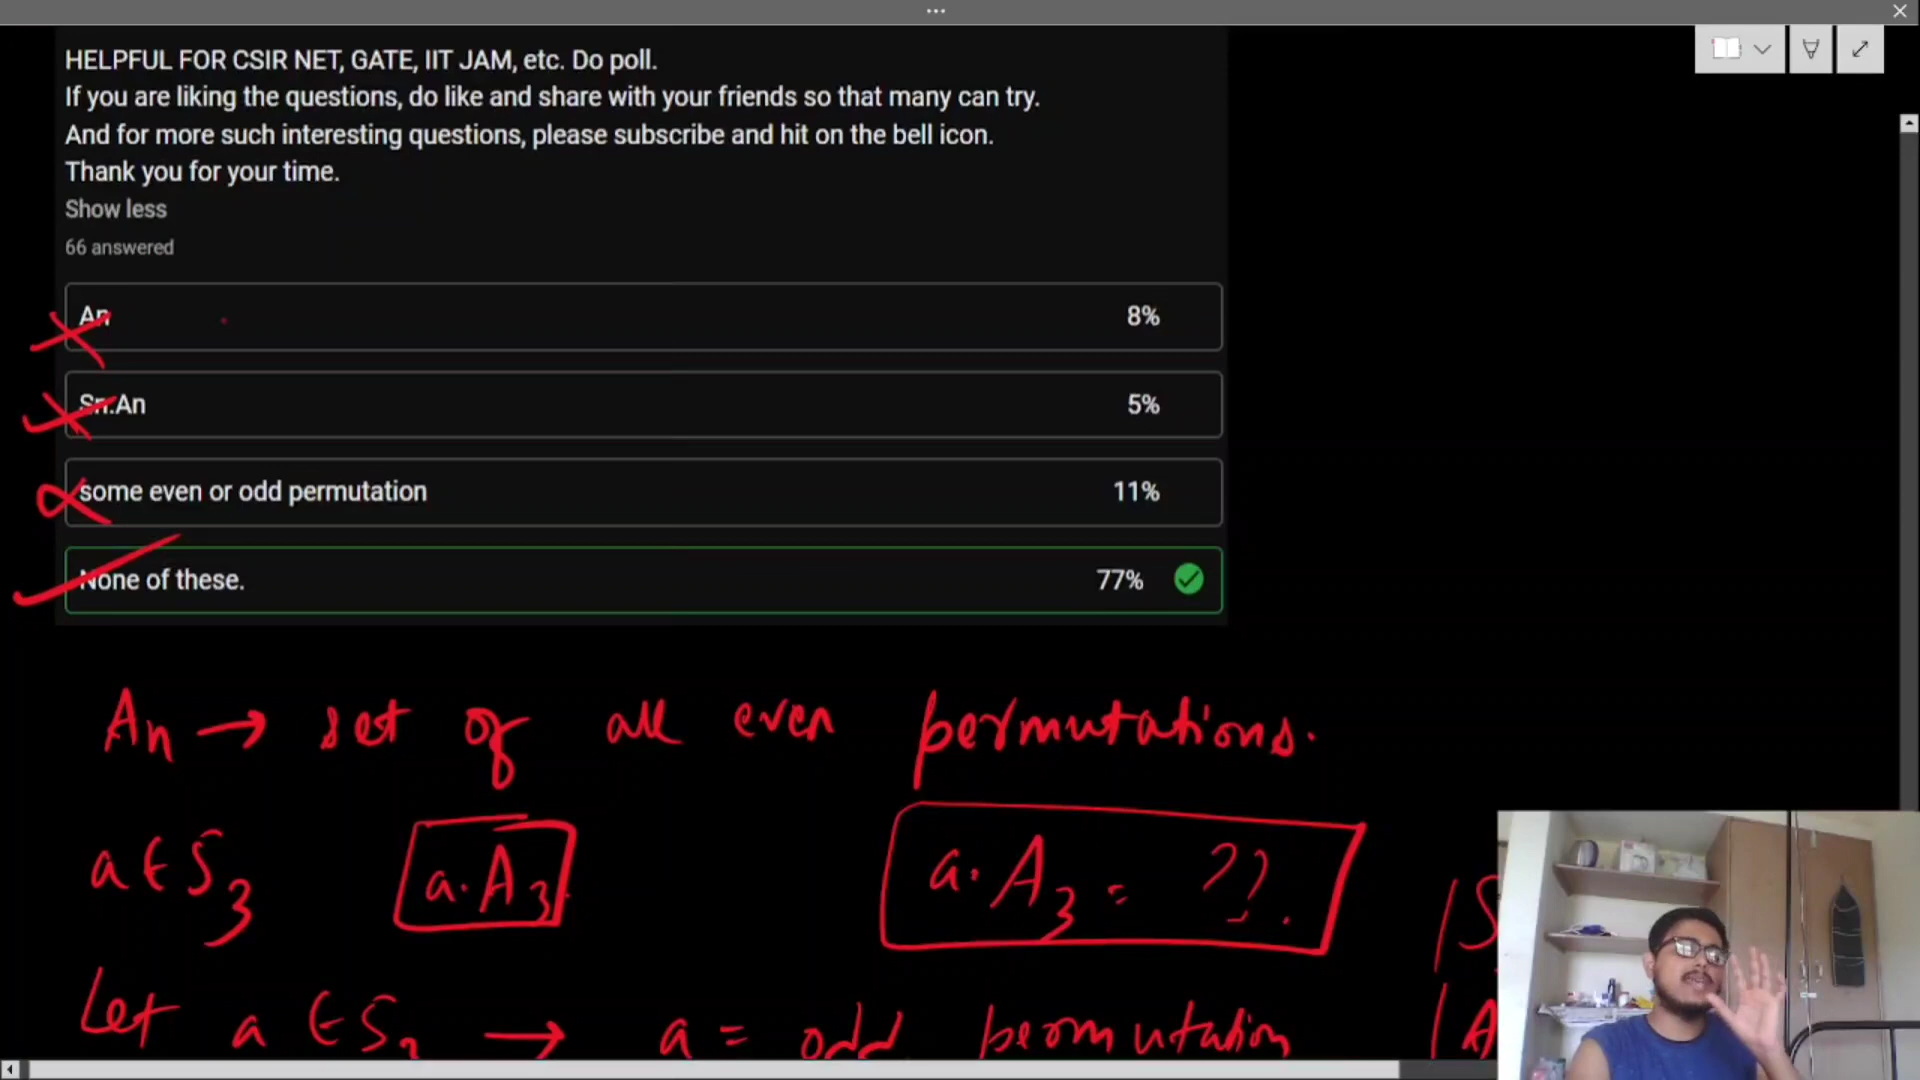 HELPFUL FOR CSIR NET, GATE, IIT JAM, etc. Do poll.
If you are liking the questions, do like and share with your friends so that many can try.
And for more such interesting questions, please subscribe and hit on the bell icon.
Thank you for your time.
Show less
66 answered
An 8%
Sn.An 5%
some even or odd permutation 11%
None of these. 77%
An → set of all even permutations.
a ∈ S3 a.A3 a.A3 = ??.
|S
Let a ∈ S3 → a = odd permutation |A